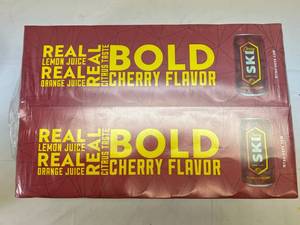 REAL
LEMON JUICE
REAL
ORANGE JUICE
REAL
CITRUS TASTE
BOLD
CHERRY FLAVOR
SKI
REAL
LEMON JUICE
REAL
ORANGE JUICE
REAL
CITRUS TASTE
BOLD
CHERRY FLAVOR
SKI